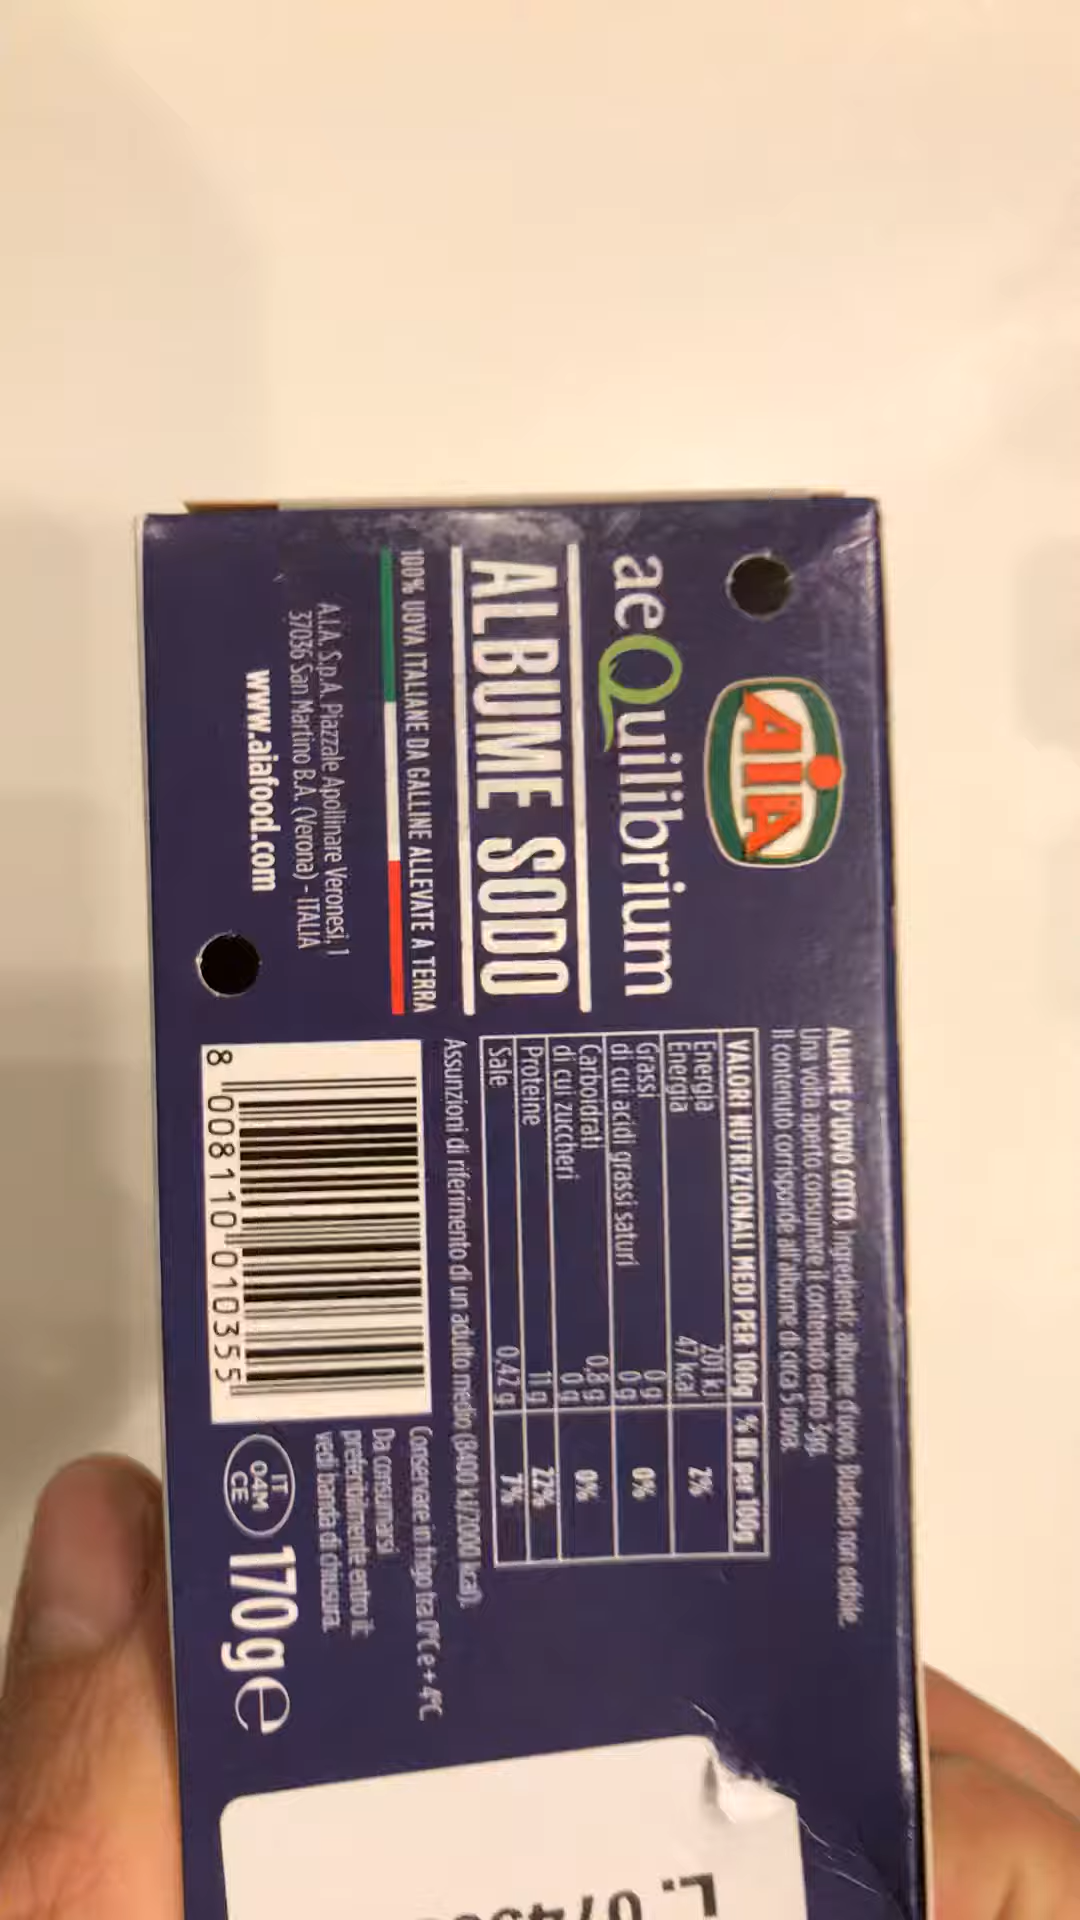 AIA
aeQuilibrium
ALBUME SODO
100% UOVA ITALIANE DA GALLINE ALLEVATE A TERRA
A.I.A. S.p.A. Piazzale Apollinare Veronesi, 1
37036 San Martino B.A. (Verona) - ITALIA
www.aiafood.com
ALBUME D'UOVO COTTO. Ingredienti: albume d'uovo. Budello non edibile.
Una volta aperto consumare il contenuto entro 3gg.
Il contenuto corrisponde all'albume di circa 5 uova.
VALORI NUTRIZIONALI MEDI PER 100g % RI per 100g
Energia 201 kJ
Energia 47 kcal 2%
Grassi 0 g 0%
di cui acidi grassi saturi 0 g
Carboidrati 0,8 g 0%
di cui zuccheri 0 g
Proteine 11 g 22%
Sale 0,42 g 7%
Assunzioni di riferimento di un adulto medio (8400 kJ/2000 kcal).
8 008110 010355
Conservare in frigo fra 0°C e + 4°C
Da consumarsi
preferibilmente entro il:
vedi banda di chiusura.
IT
04M
CE
170g e